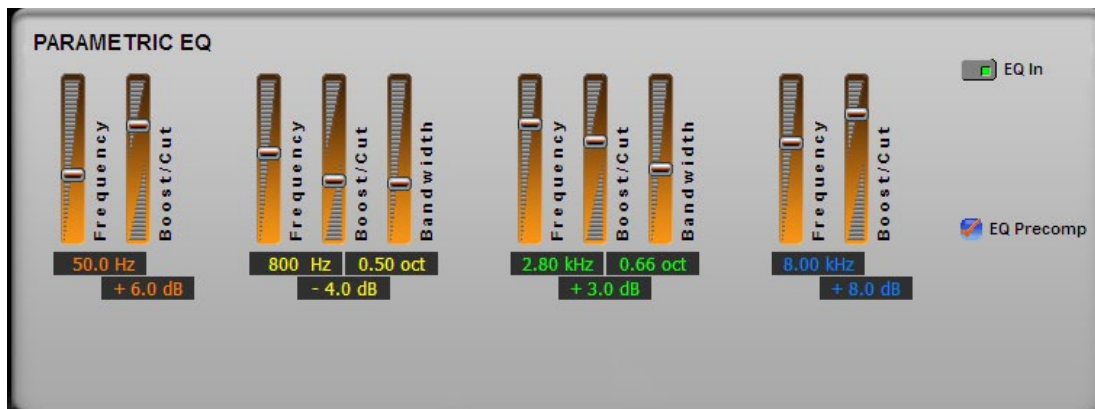 PARAMETRIC EQ
EQ In
Frequency
Boost/Cut
Frequency
Boost/Cut
Bandwidth
Frequency
Boost/Cut
Bandwidth
Frequency
Boost/Cut
EQ Precomp
50.0 Hz
+ 6.0 dB
800 Hz
0.50 oct
- 4.0 dB
2.80 kHz
0.66 oct
+ 3.0 dB
8.00 kHz
+ 8.0 dB